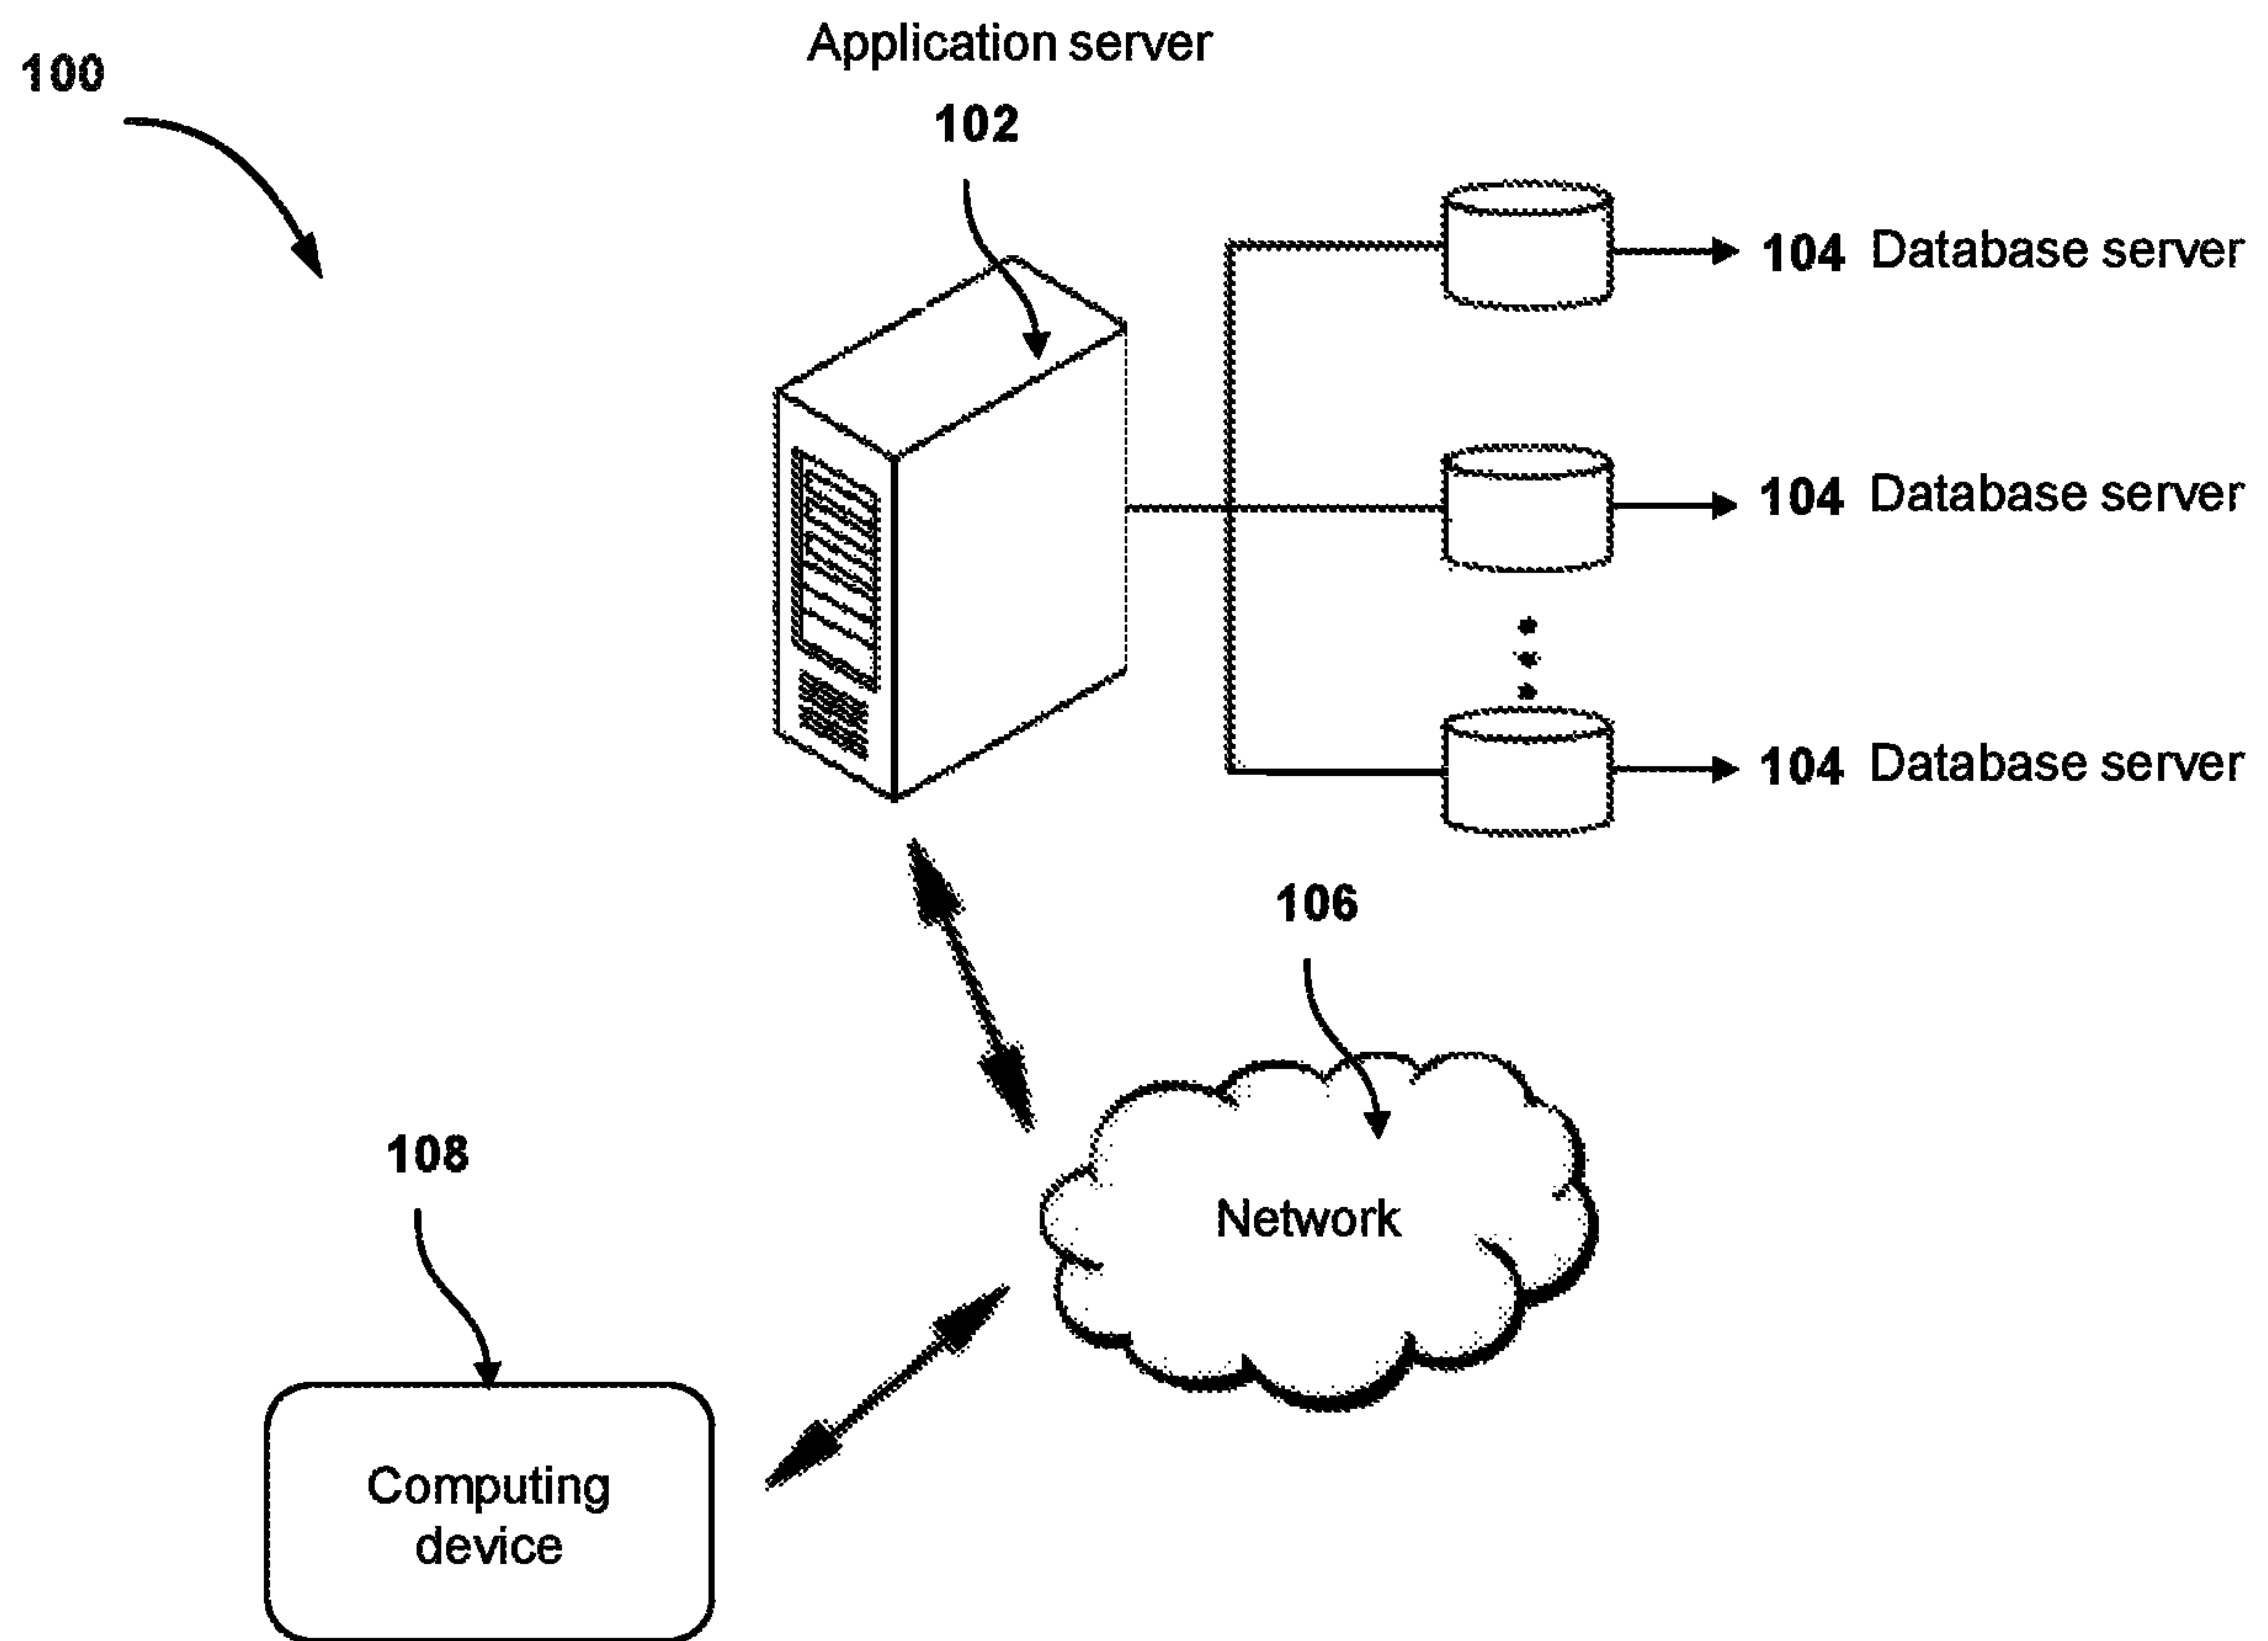 100
Application server
102
104 Database server
104 Database server
104 Database server
106
Network
108
Computing
device